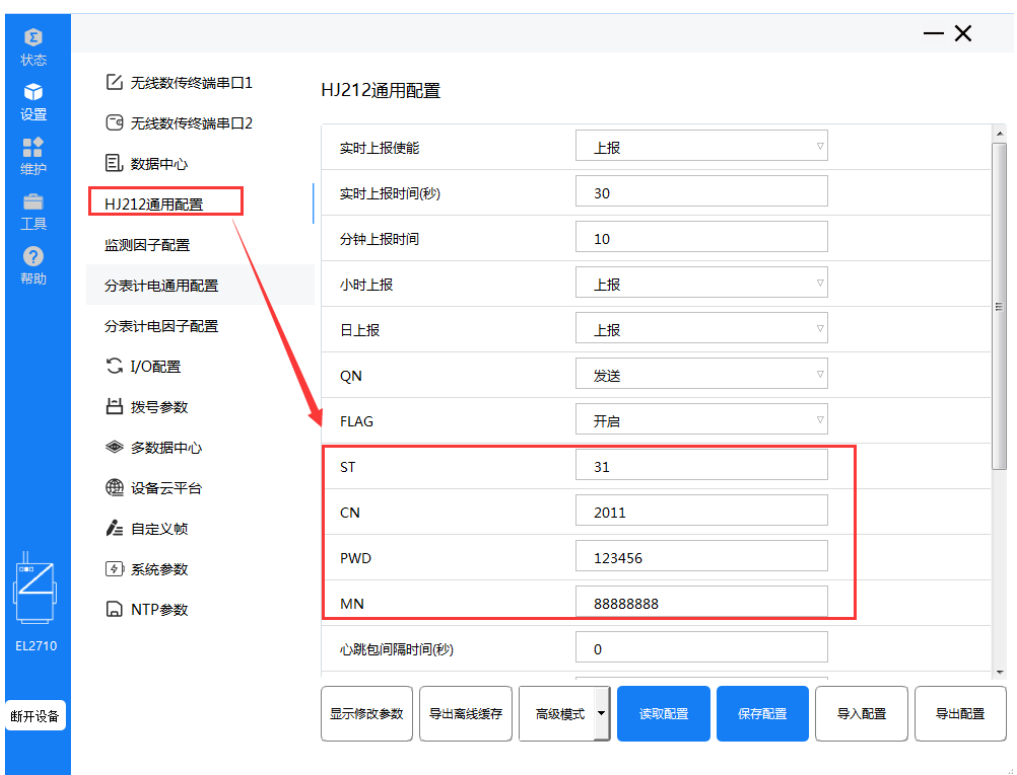 状态
设置
维护
工具
帮助
EL2710
断开设备
无线数传终端串口1
无线数传终端串口2
数据中心
HJ212通用配置
监测因子配置
分表计电通用配置
分表计电因子配置
I/O配置
拨号参数
多数据中心
设备云平台
自定义帧
系统参数
NTP参数
HJ212通用配置
实时上报使能 上报
实时上报时间(秒) 30
分钟上报时间 10
小时上报 上报
日上报 上报
QN 发送
FLAG 开启
ST 31
CN 2011
PWD 123456
MN 88888888
心跳包间隔时间(秒) 0
显示修改参数 导出离线缓存 高级模式 读取配置 保存配置 导入配置 导出配置